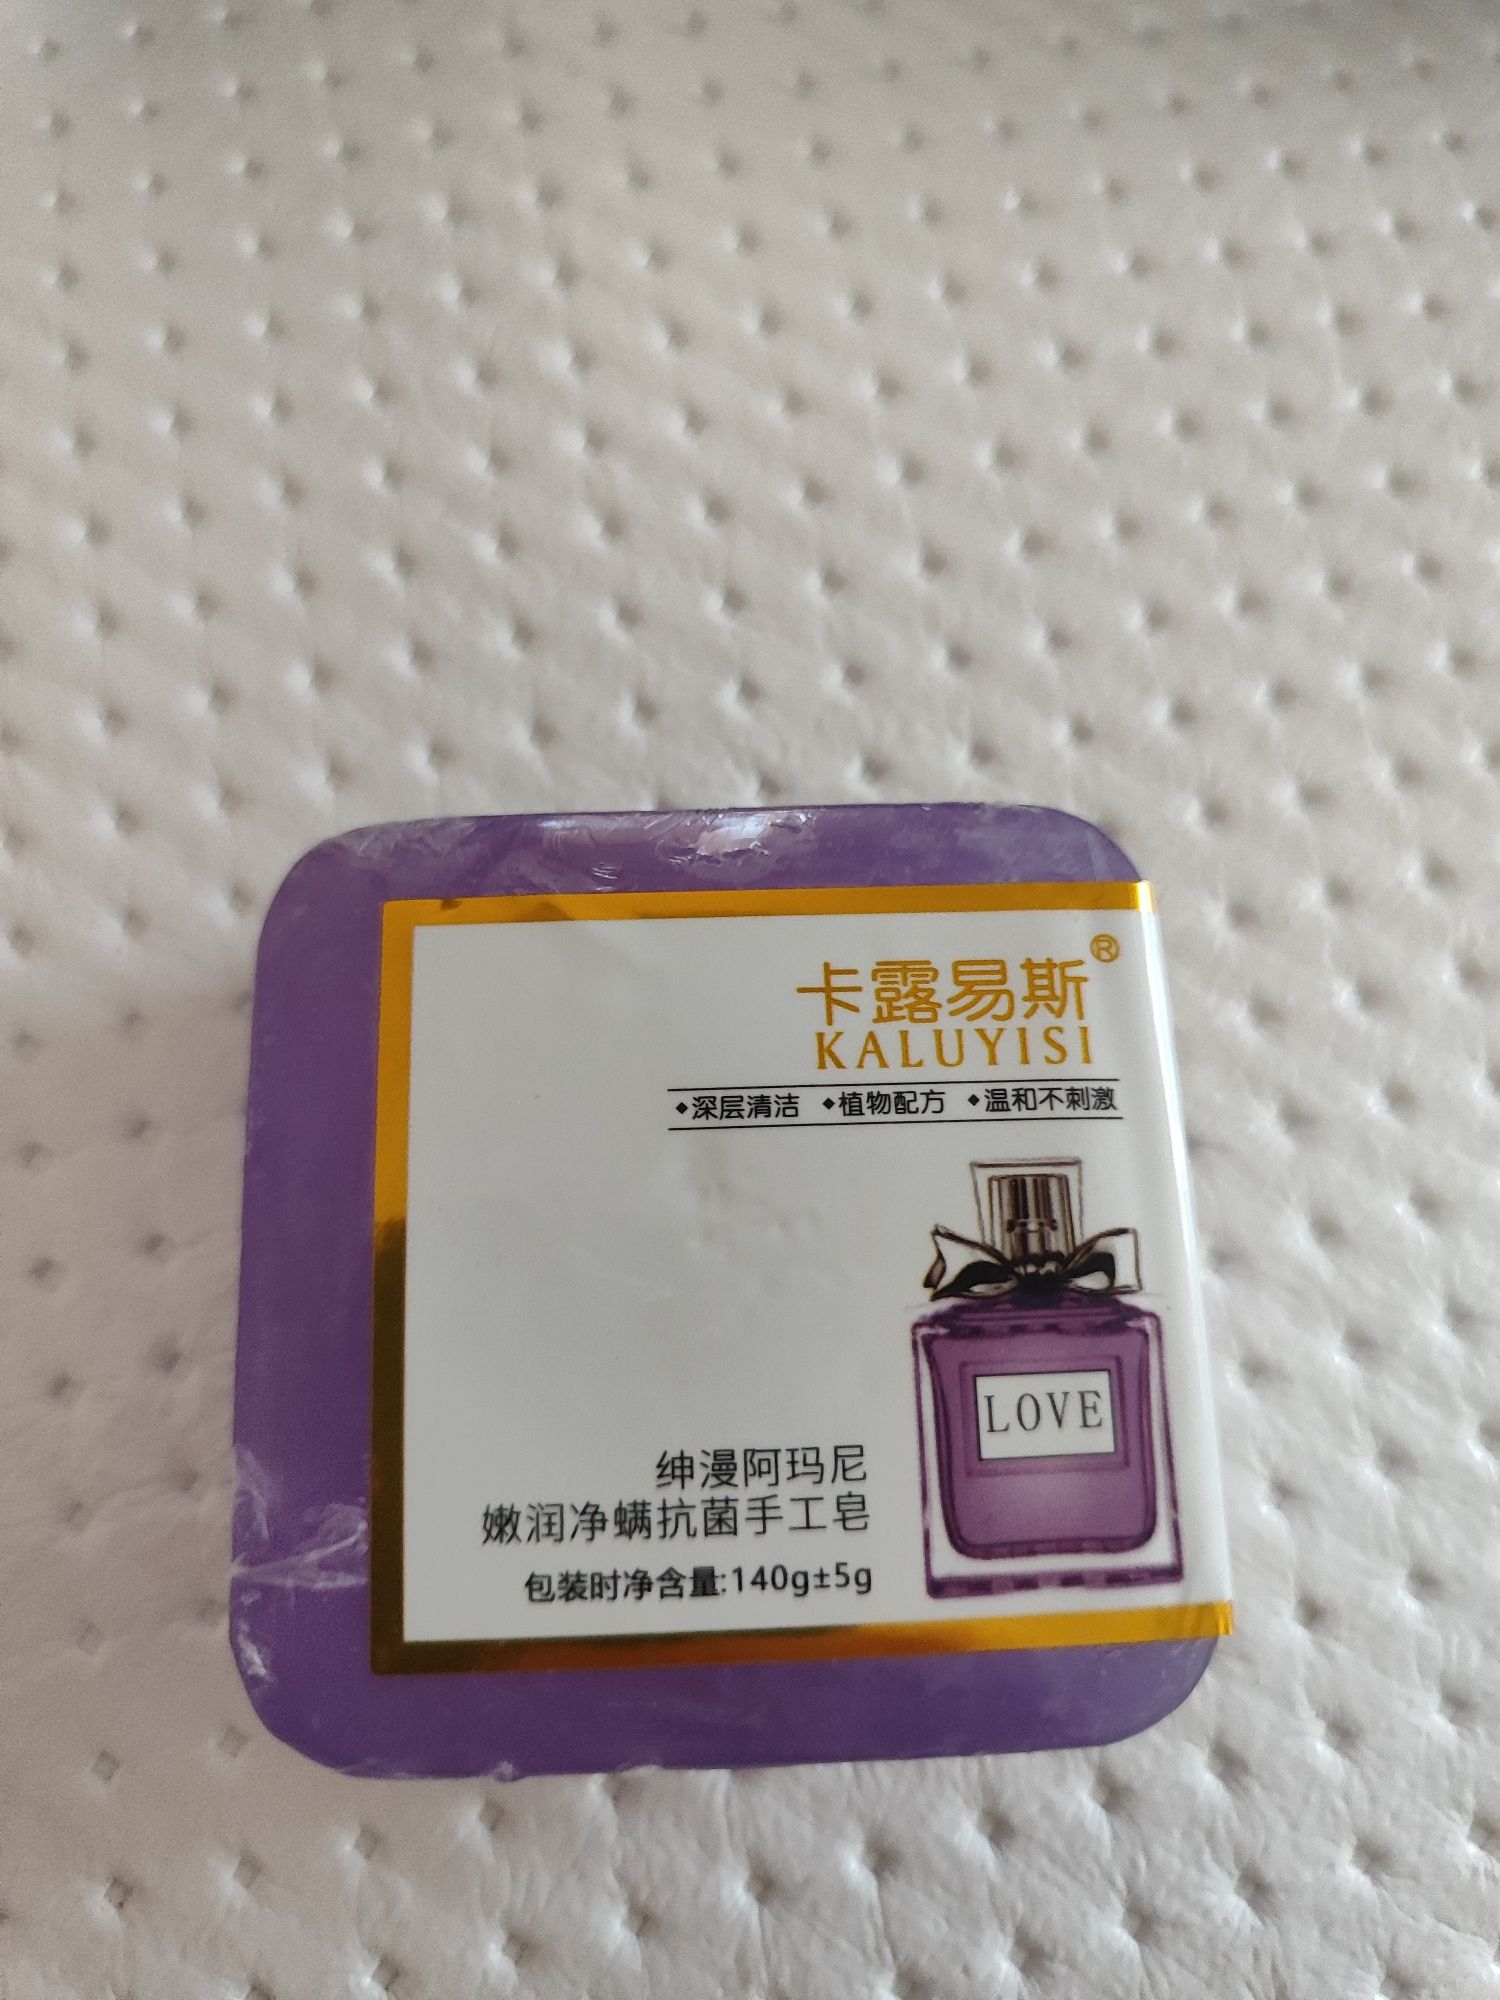 卡露易斯®
KALUYISI
◆深层清洁 ◆植物配方 ◆温和不刺激
LOVE
绅漫阿玛尼
嫩润净螨抗菌手工皂
包装时净含量:140g±5g